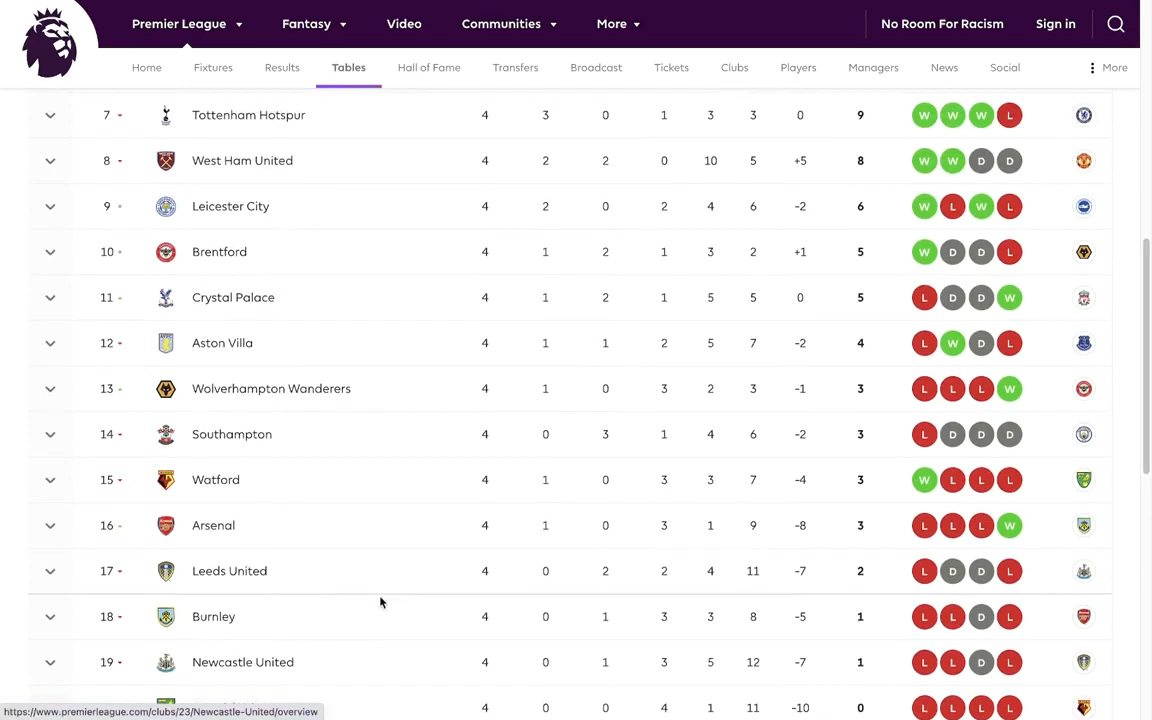 Premier League Fantasy Video Communities More No Room For Racism Sign in
Home Fixtures Results Tables Hall of Fame Transfers Broadcast Tickets Clubs Players Managers News Social More
7 Tottenham Hotspur 4 3 0 1 3 3 0 9 W W W L
8 West Ham United 4 2 2 0 10 5 +5 8 W W D D
9 Leicester City 4 2 0 2 4 6 -2 6 W L W L
10 Brentford 4 1 2 1 3 2 +1 5 W D D L
11 Crystal Palace 4 1 2 1 5 5 0 5 L D D W
12 Aston Villa 4 1 1 2 5 7 -2 4 L W D L
13 Wolverhampton Wanderers 4 1 0 3 2 3 -1 3 L L L W
14 Southampton 4 0 3 1 4 6 -2 3 L D D D
15 Watford 4 1 0 3 3 7 -4 3 W L L L
16 Arsenal 4 1 0 3 1 9 -8 3 L L L W
17 Leeds United 4 0 2 2 4 11 -7 2 L D D L
18 Burnley 4 0 1 3 3 8 -5 1 L L D L
19 Newcastle United 4 0 1 3 5 12 -7 1 L L D L
4 0 0 4 1 11 -10 0 L L L L
https://www.premierleague.com/clubs/23/Newcastle-United/overview